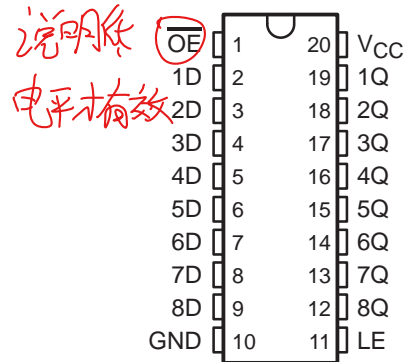 说明低
电平才有效
OE 1 20 VCC
1D 2 19 1Q
2D 3 18 2Q
3D 4 17 3Q
4D 5 16 4Q
5D 6 15 5Q
6D 7 14 6Q
7D 8 13 7Q
8D 9 12 8Q
GND 10 11 LE